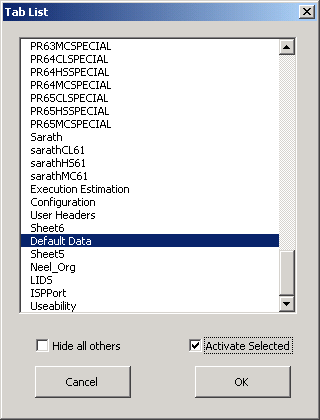 Tab List
PR63MCSPECIAL
PR64CLSPECIAL
PR64HSSPECIAL
PR64MCSPECIAL
PR65CLSPECIAL
PR65HSSPECIAL
PR65MCSPECIAL
Sarath
sarathCL61
sarathHS61
sarathMC61
Execution Estimation
Configuration
User Headers
Sheet6
Default Data
Sheet5
Neel_Org
LIDS
ISPPort
Useability
Hide all others
Activate Selected
Cancel
OK